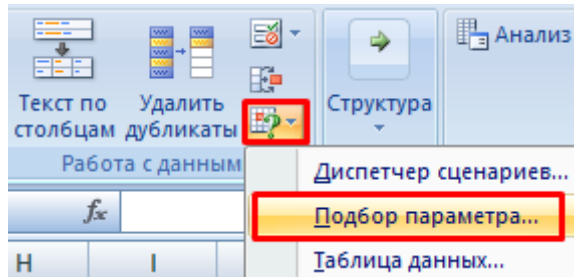 Анализ
Текст по столбцам
Удалить дубликаты
Структура
Работа с данным
Диспетчер сценариев...
fx
Подбор параметра...
H I
Таблица данных...